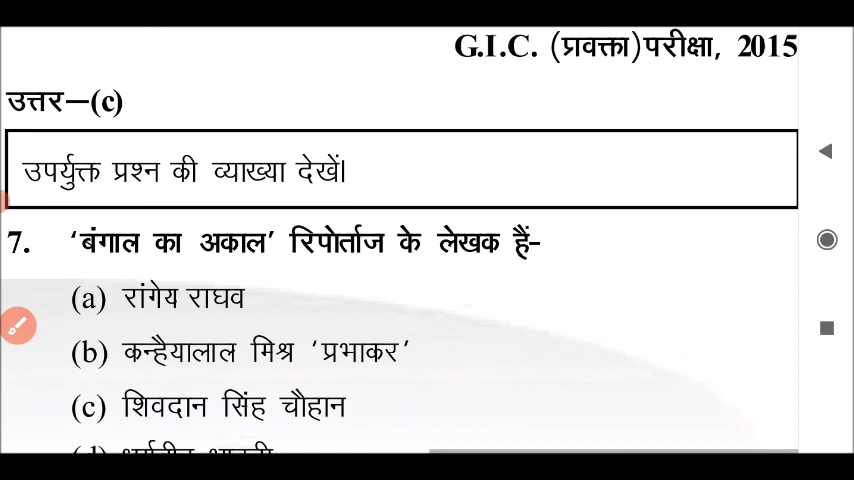 G.I.C. (प्रवक्ता) परीक्षा, 2015
उत्तर–(c)
उपर्युक्त प्रश्न की व्याख्या देखें।
7. 'बंगाल का अकाल' रिपोर्ताज के लेखक हैं-
(a) रांगेय राघव
(b) कन्हैयालाल मिश्र 'प्रभाकर'
(c) शिवदान सिंह चौहान